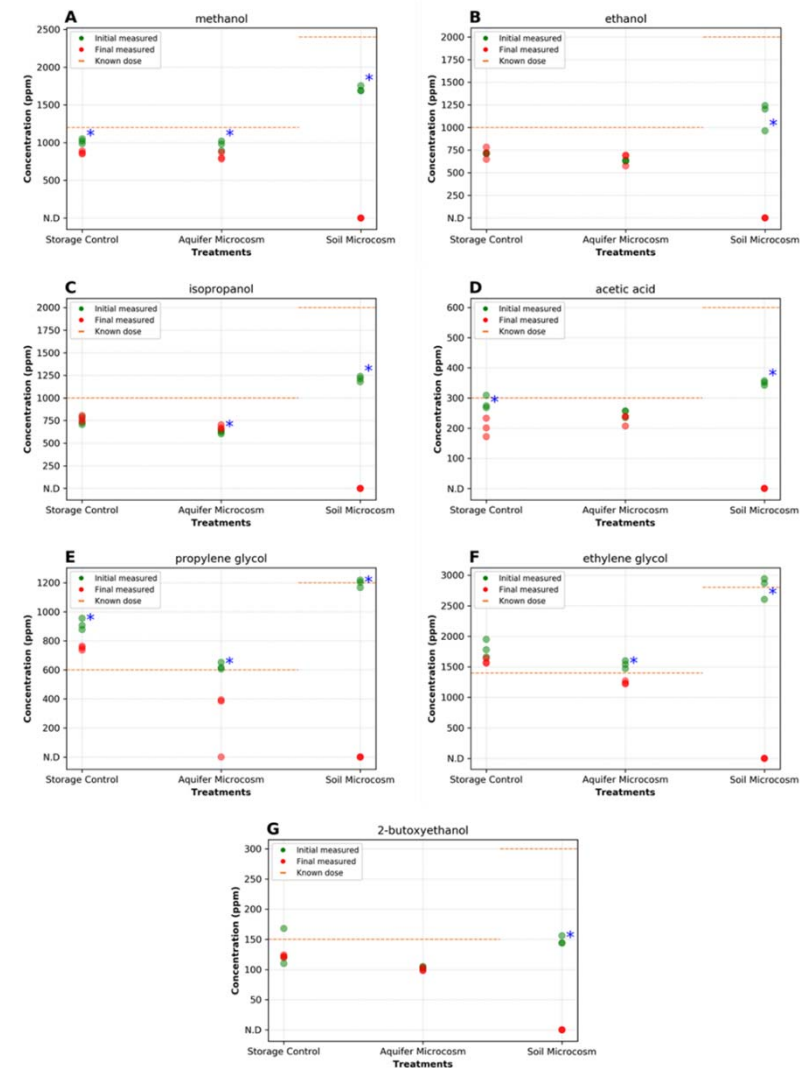 A methanol
2500
2000
1500
1000
500
N.D
Concentration (ppm)
Initial measured
Final measured
Known dose
*
*
*
Storage Control Aquifer Microcosm Soil Microcosm
Treatments
B ethanol
2000
1750
1500
1250
1000
750
500
250
N.D
Concentration (ppm)
Initial measured
Final measured
Known dose
*
Storage Control Aquifer Microcosm Soil Microcosm
Treatments
C isopropanol
2000
1750
1500
1250
1000
750
500
250
N.D
Concentration (ppm)
Initial measured
Final measured
Known dose
*
*
Storage Control Aquifer Microcosm Soil Microcosm
Treatments
D acetic acid
600
500
400
300
200
100
N.D
Concentration (ppm)
Initial measured
Final measured
Known dose
*
*
Storage Control Aquifer Microcosm Soil Microcosm
Treatments
E propylene glycol
1200
1000
800
600
400
200
N.D
Concentration (ppm)
Initial measured
Final measured
Known dose
*
*
*
Storage Control Aquifer Microcosm Soil Microcosm
Treatments
F ethylene glycol
3000
2500
2000
1500
1000
500
N.D
Concentration (ppm)
Initial measured
Final measured
Known dose
*
*
Storage Control Aquifer Microcosm Soil Microcosm
Treatments
G 2-butoxyethanol
300
250
200
150
100
50
N.D
Concentration (ppm)
Initial measured
Final measured
Known dose
*
Storage Control Aquifer Microcosm Soil Microcosm
Treatments